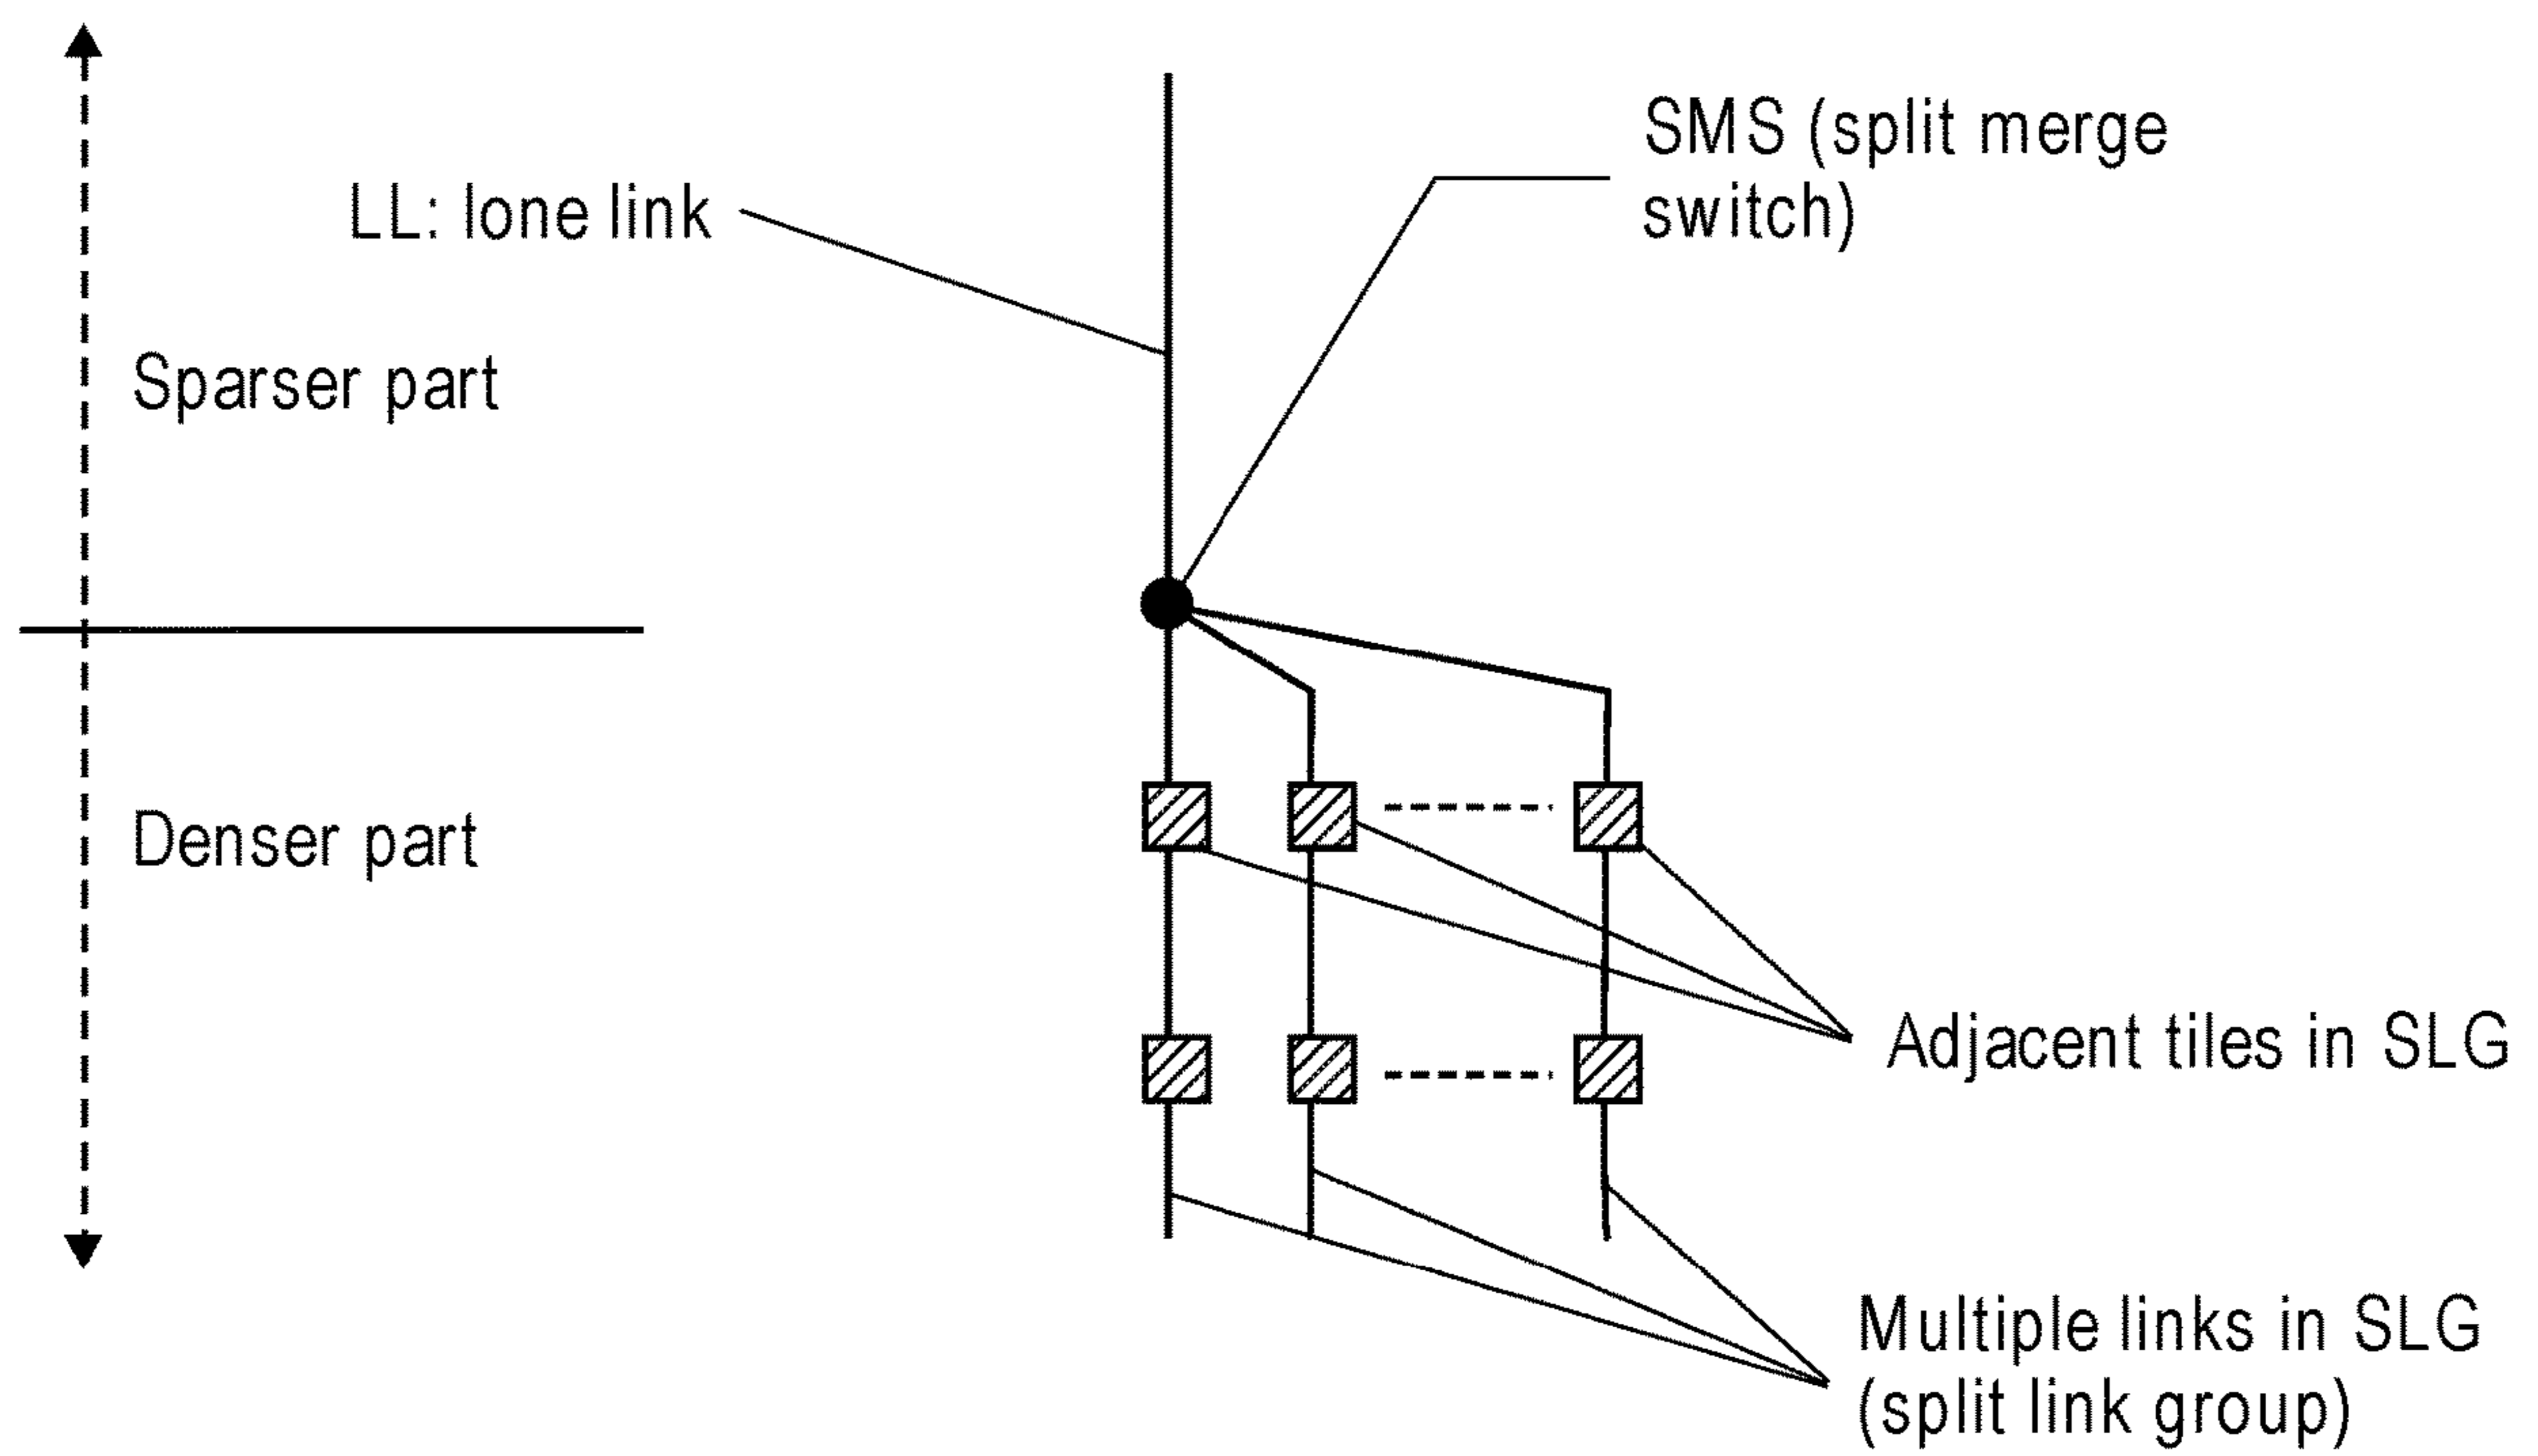 SMS (split merge
switch)
LL: lone link
Sparser part
Denser part
Adjacent tiles in SLG
Multiple links in SLG
(split link group)